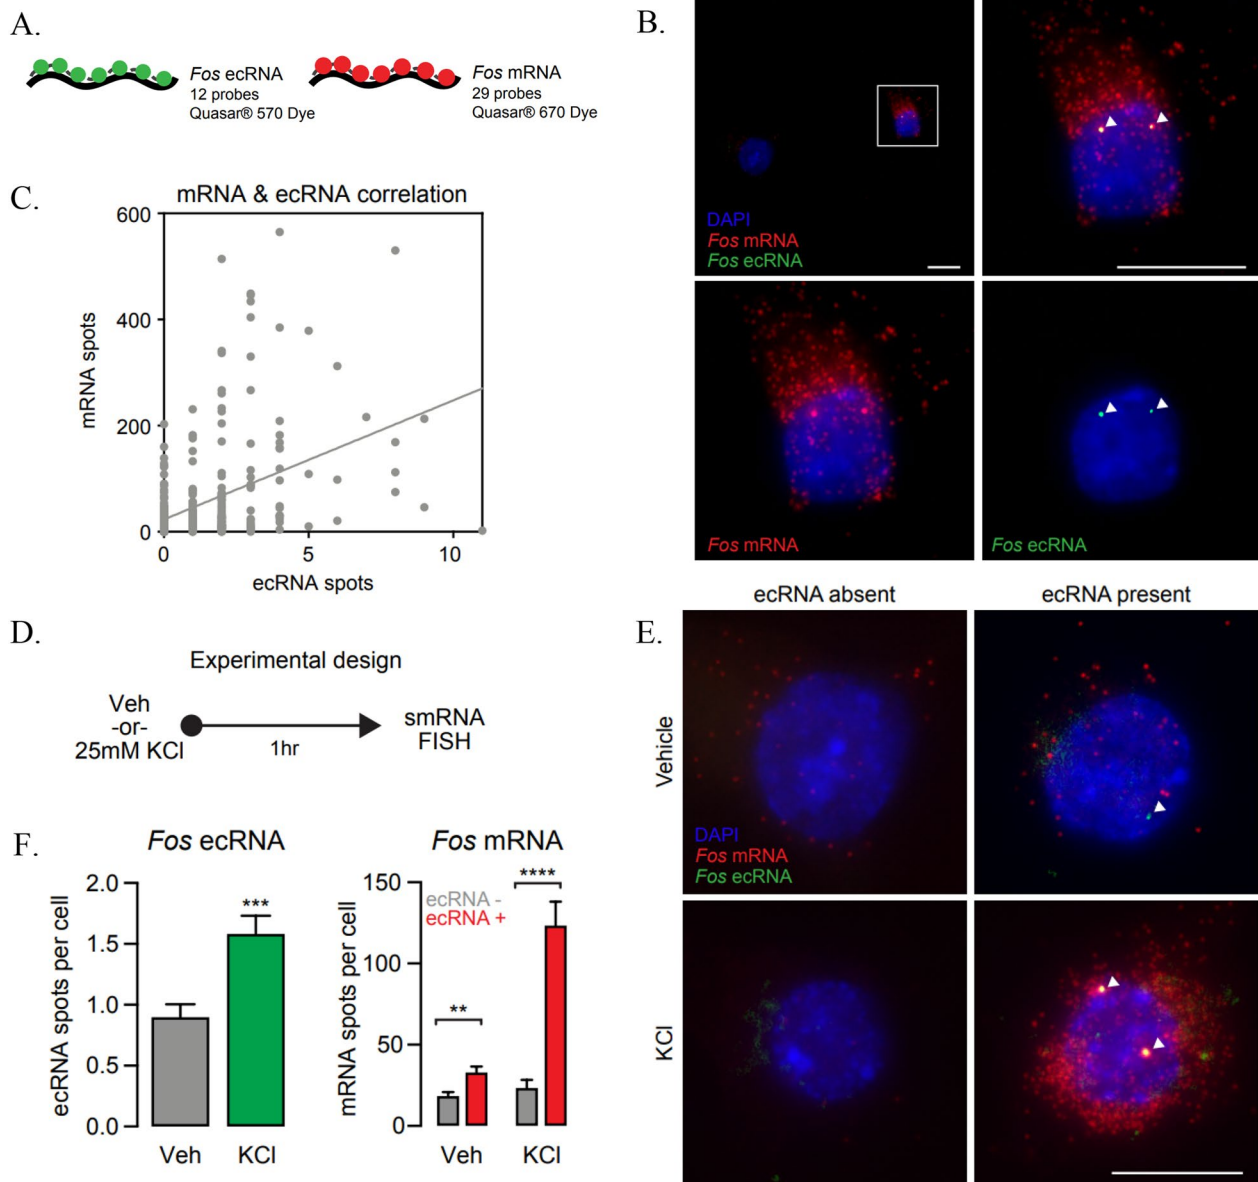 A.
Fos ecRNA
12 probes
Quasar® 570 Dye
Fos mRNA
29 probes
Quasar® 670 Dye
B.
DAPI
Fos mRNA
Fos ecRNA
Fos mRNA
Fos ecRNA
C.
mRNA & ecRNA correlation
mRNA spots
600
400
200
0
0
5
10
ecRNA spots
D.
Experimental design
Veh
-or-
25mM KCl
1hr
smRNA
FISH
E.
ecRNA absent
ecRNA present
Vehicle
DAPI
Fos mRNA
Fos ecRNA
KCl
F.
Fos ecRNA
ecRNA spots per cell
2.0
1.5
1.0
0.5
0.0
***
Veh
KCl
Fos mRNA
mRNA spots per cell
150
100
50
0
ecRNA -
ecRNA +
**
****
Veh
KCl